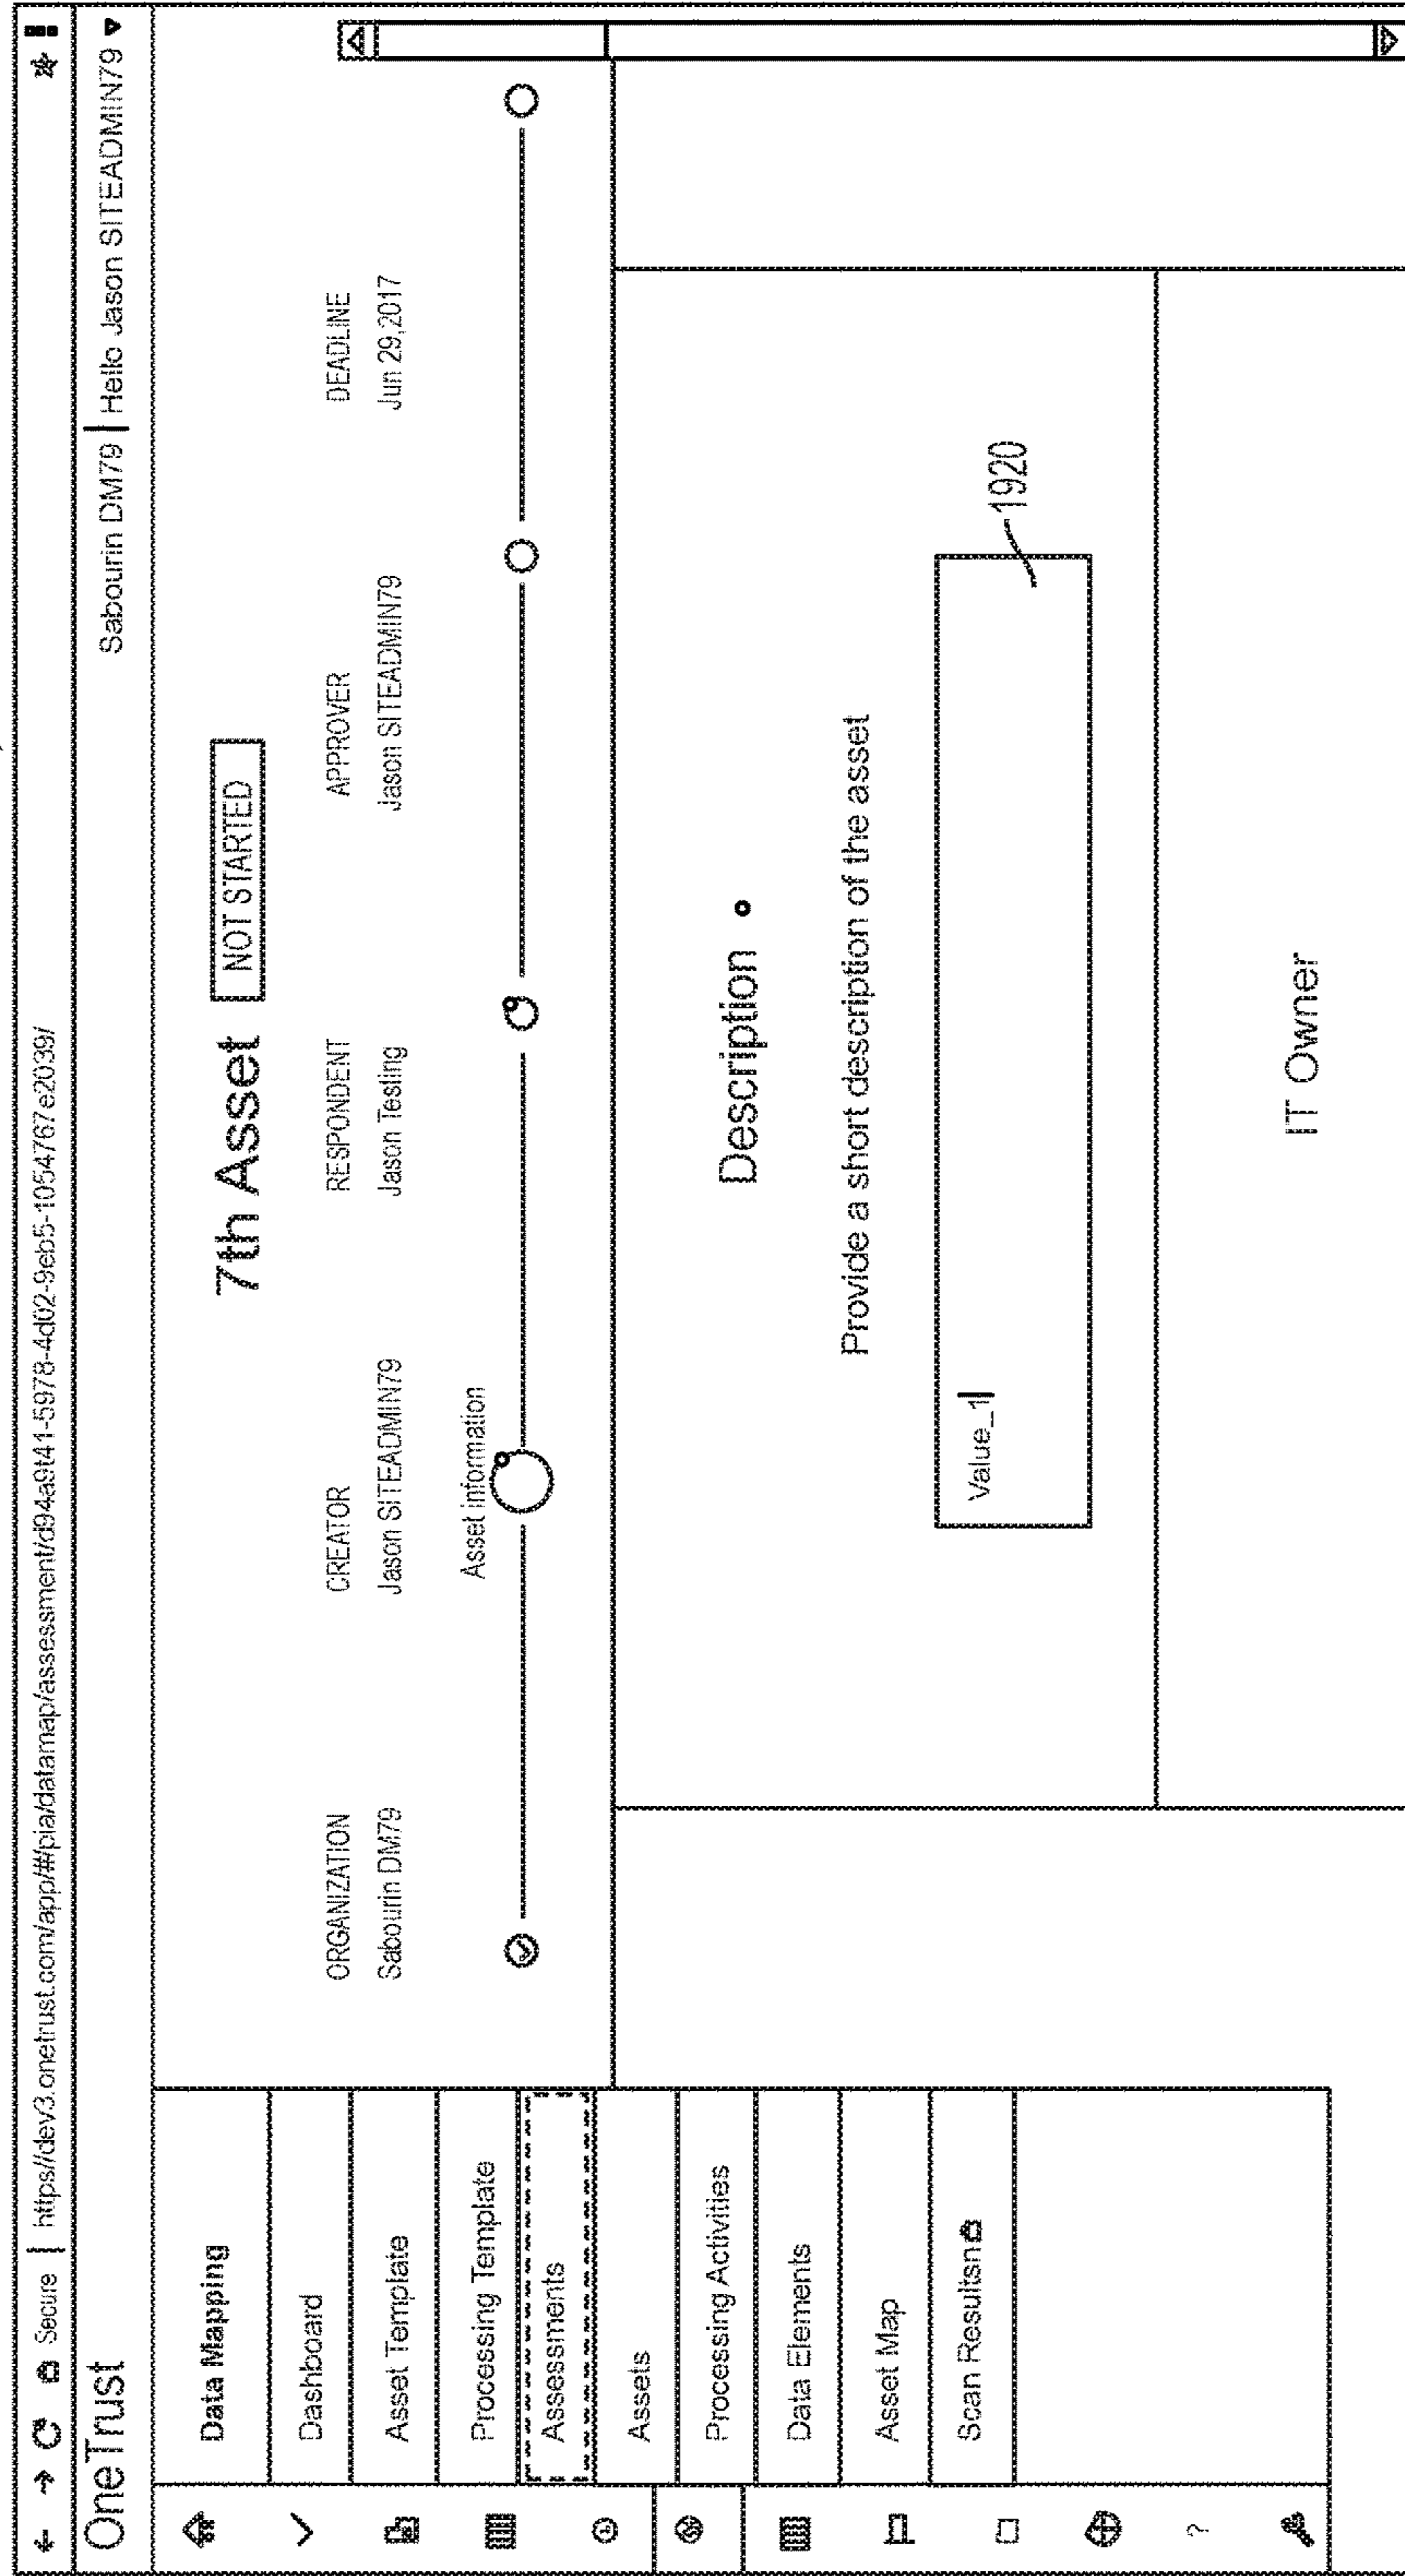 Secure | https//dev3.onetrust.com/app/#/pia/datamap/assessment/d94a9f41-5978-4d02-9eb5-1054767e2039/
OneTrust
Sabourin DM79 | Hello Jason SITEADMIN79
Data Mapping
Dashboard
Asset Template
Processing Template
Assessments
Assets
Processing Activities
Data Elements
Asset Map
Scan Resultsn
?
7th Asset
NOT STARTED
ORGANIZATION
Sabourin DM79
CREATOR
Jason SITEADMIN79
RESPONDENT
Jason Testing
APPROVER
Jason SITEADMIN79
DEADLINE
Jun 29,2017
Asset information
Description
Provide a short description of the asset
Value_1
1920
IT Owner